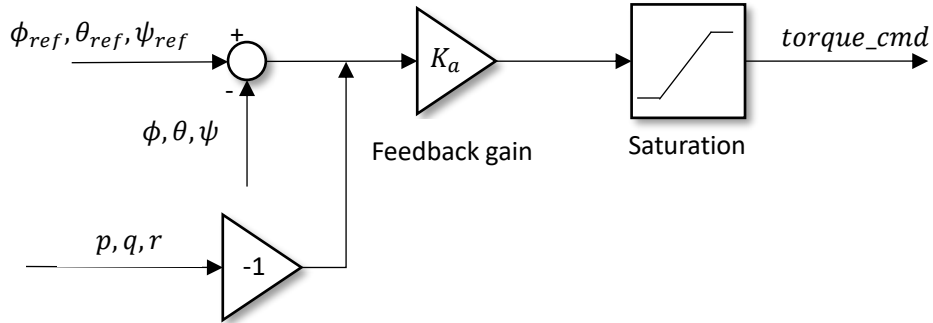 ϕ_ref, θ_ref, ψ_ref
+
K_a
torque_cmd
-
ϕ, θ, ψ
Feedback gain
Saturation
p, q, r
-1